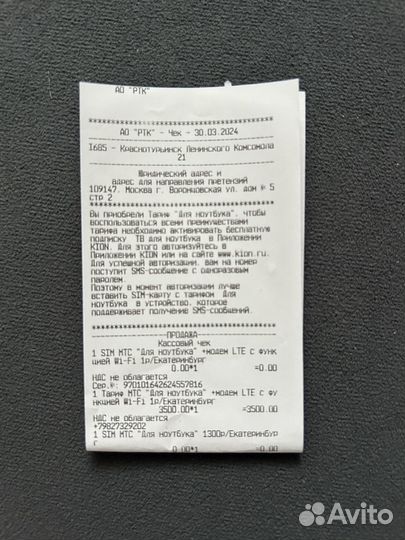 АО "РТК"
АО "РТК" - Чек - 30.03.2024
I685 - Краснотурьинск Ленинского Комсомола
21
Юридический адрес и
адрес для направления претензий
109147, Москва г, Воронцовская ул, дом № 5
стр 2
Вы приобрели Тариф "Для ноутбука", чтобы
воспользоваться всеми преимуществами
тарифа необходимо активировать бесплатную
подписку ТВ для ноутбука в Приложении
KION. Для этого авторизуйтесь в
Приложении KION или на сайте www.kion.ru.
Для успешной авторизации, вам на номер
поступит SMS-сообщение с одноразовым
паролем
Поэтому в момент авторизации лучше
вставить SIM-карту с тарифом Для
ноутбука в устройство, которое
поддерживает получение SMS-сообщений.
ПРОДАЖА
Кассовый чек
1 SIM МТС "Для ноутбука" +модем LTE с функ
цией Wi-Fi 1р/Екатеринбург
0.00*1 =0.00
НДС не облагается
Сер.№: 970101642624557816
1 Тариф МТС "Для ноутбука" +модем LTE с фу
нкцией Wi-Fi 1р/Екатеринбург
3500.00*1 =3500.00
НДС не облагается
+79827329202
1 SIM МТС "Для ноутбука" 1300р/Екатеринбур
г
0.00*1 =0.00
Avito